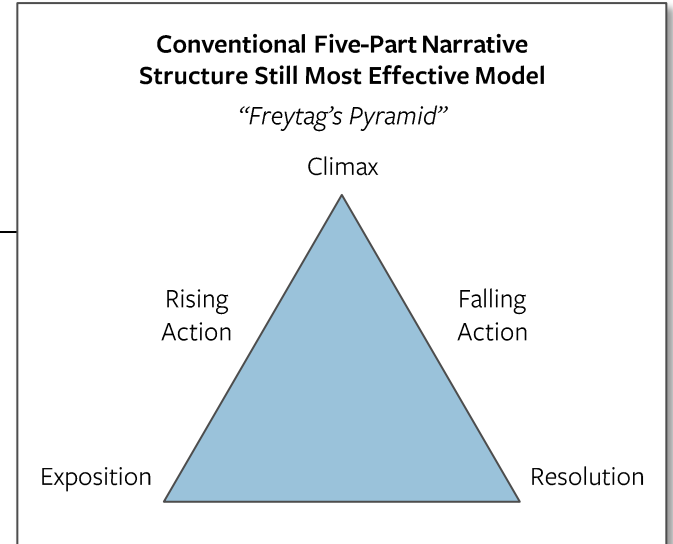 Conventional Five-Part Narrative
Structure Still Most Effective Model
“Freytag’s Pyramid”
Climax
Rising
Action
Falling
Action
Exposition
Resolution